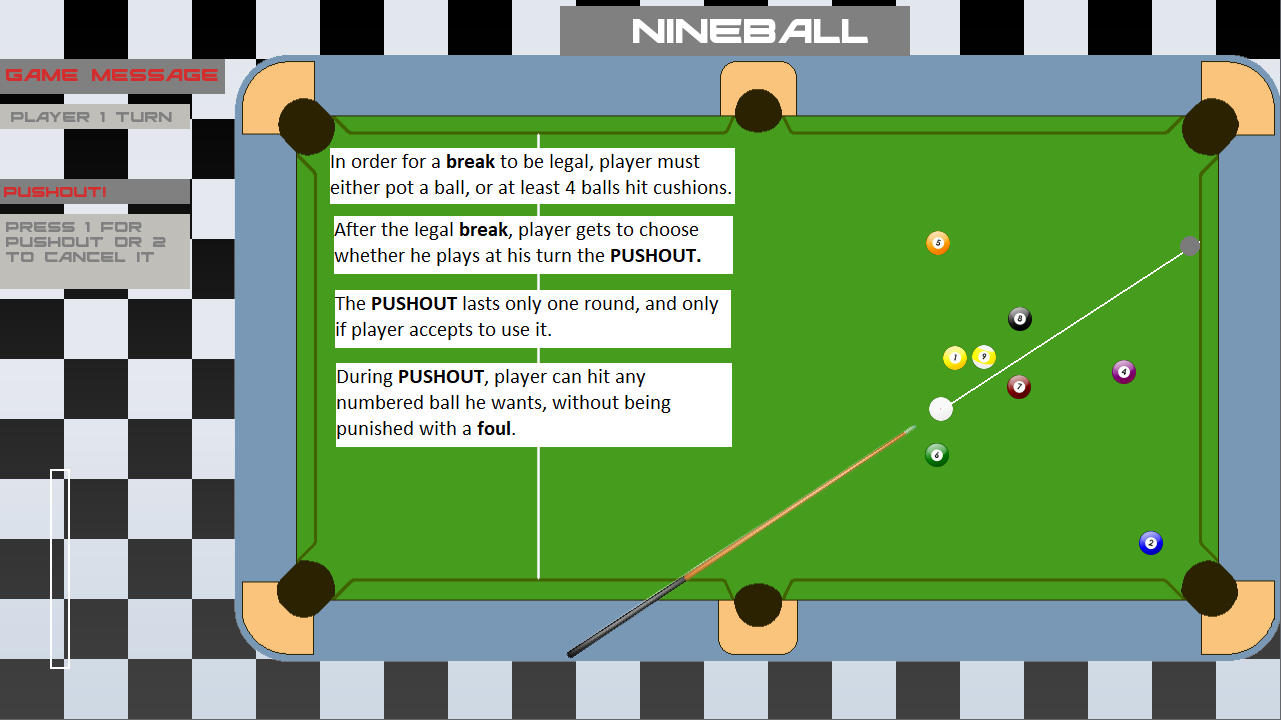 NINEBALL
GAME MESSAGE
PLAYER 1 TURN
PUSHOUT!
PRESS 1 FOR
PUSHOUT OR 2
TO CANCEL IT
In order for a break to be legal, player must
either pot a ball, or at least 4 balls hit cushions.
After the legal break, player gets to choose
whether he plays at his turn the PUSHOUT.
The PUSHOUT lasts only one round, and only
if player accepts to use it.
During PUSHOUT, player can hit any
numbered ball he wants, without being
punished with a foul.
5
8
1 9
4
7
6
2